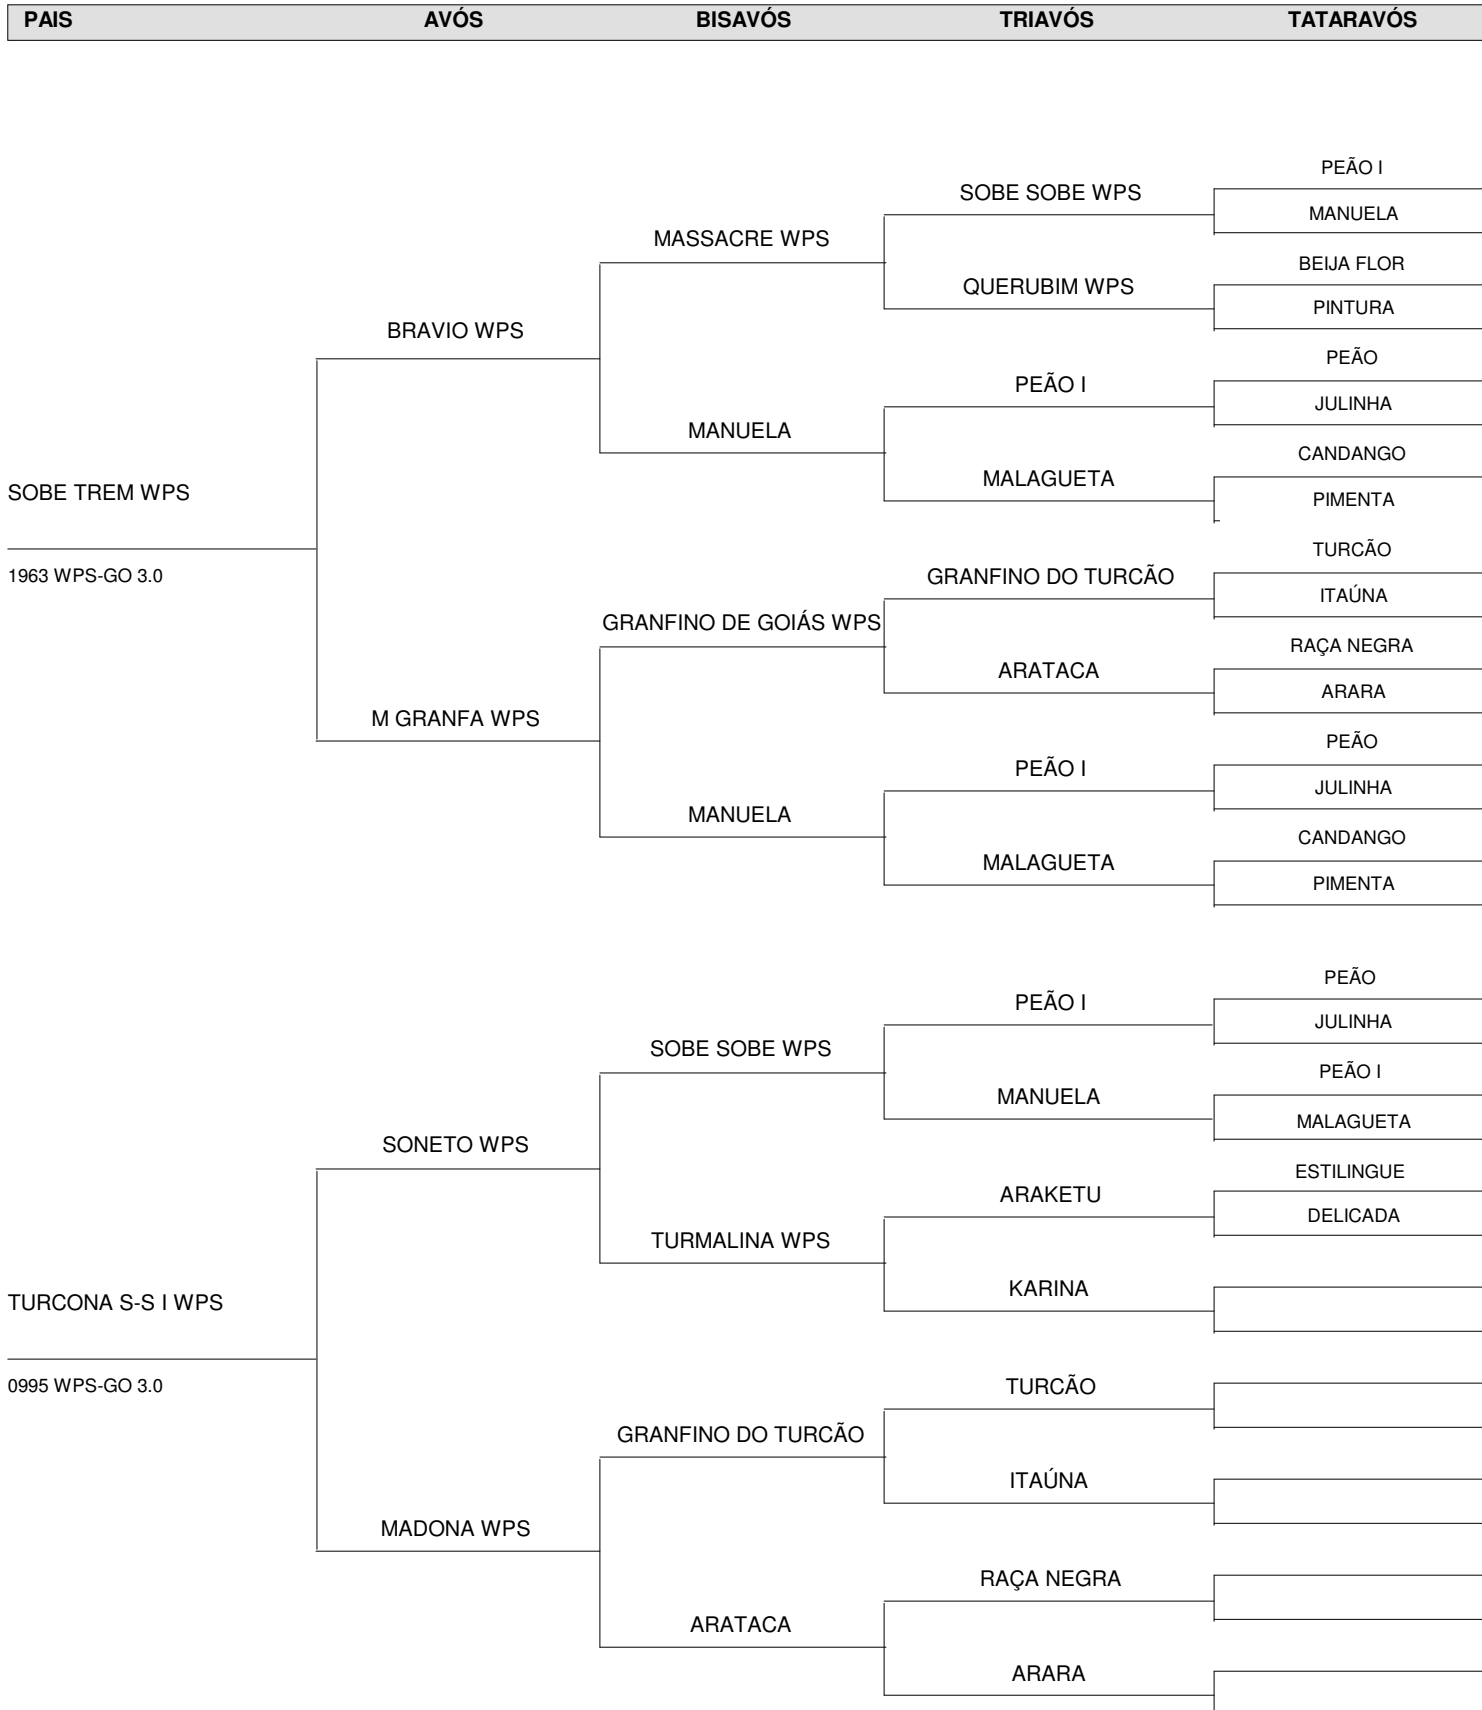 PAIS AVÓS BISAVÓS TRIAVÓS TATARAVÓS
PEÃO I
SOBE SOBE WPS
MANUELA
MASSACRE WPS
BEIJA FLOR
QUERUBIM WPS
PINTURA
BRAVIO WPS
PEÃO
PEÃO I
JULINHA
MANUELA
CANDANGO
MALAGUETA
SOBE TREM WPS
PIMENTA
TURCÃO
1963 WPS-GO 3.0
GRANFINO DO TURCÃO
ITAÚNA
GRANFINO DE GOIÁS WPS
RAÇA NEGRA
ARATACA
ARARA
M GRANFA WPS
PEÃO
PEÃO I
JULINHA
MANUELA
CANDANGO
MALAGUETA
PIMENTA
PEÃO
PEÃO I
JULINHA
SOBE SOBE WPS
PEÃO I
MANUELA
MALAGUETA
SONETO WPS
ESTILINGUE
ARAKETU
DELICADA
TURMALINA WPS
KARINA
TURCONA S-S I WPS
0995 WPS-GO 3.0
TURCÃO
GRANFINO DO TURCÃO
ITAÚNA
MADONA WPS
RAÇA NEGRA
ARATACA
ARARA